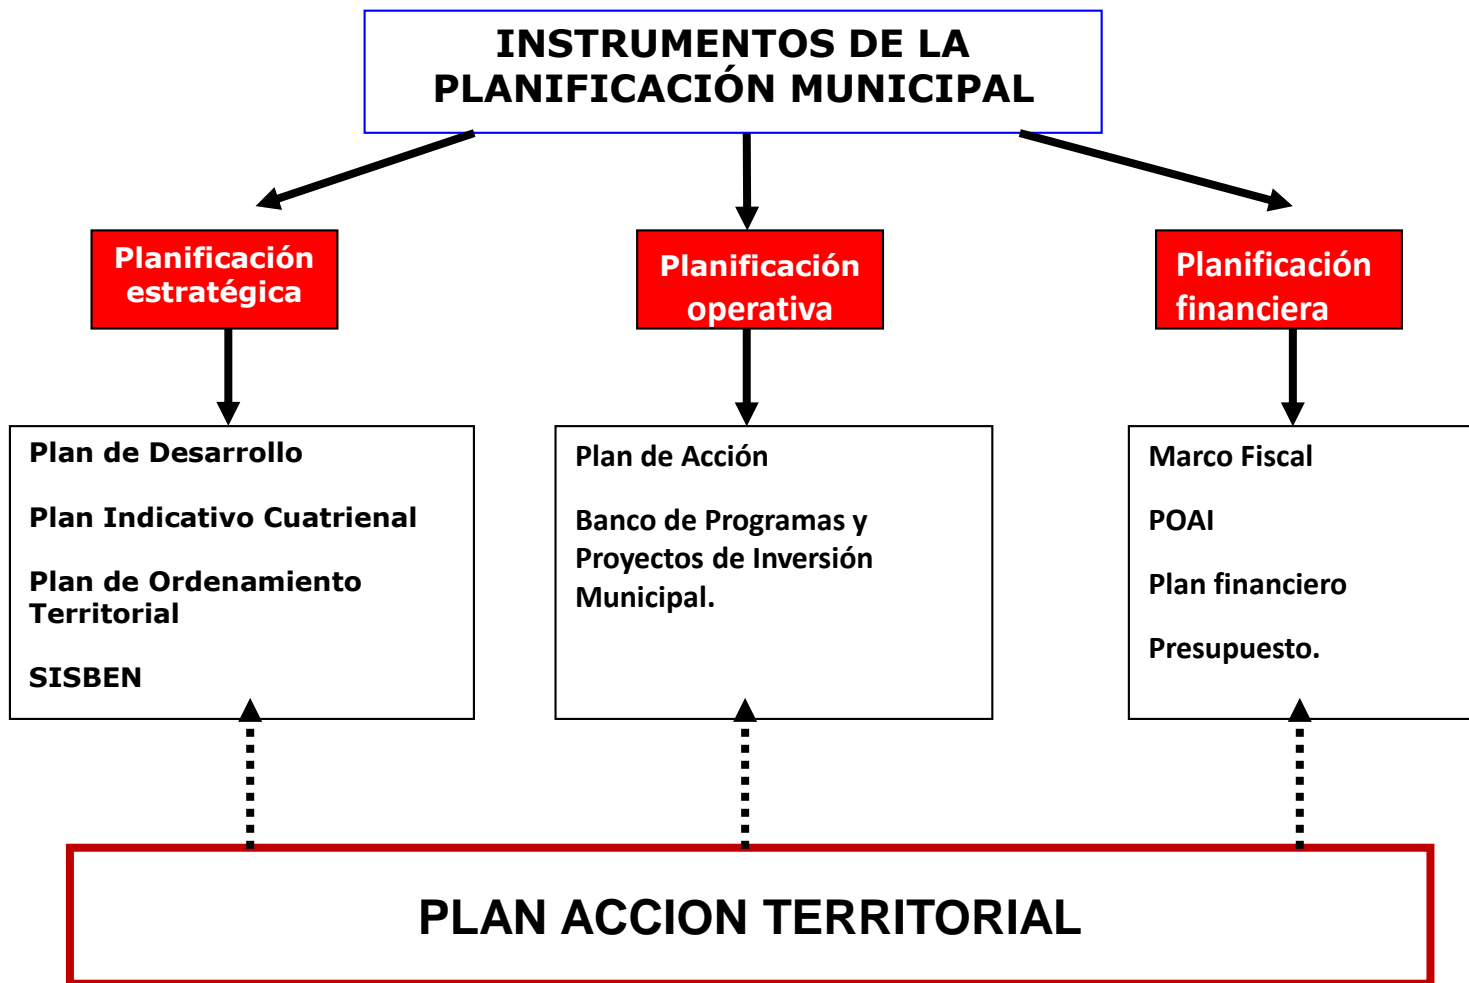 INSTRUMENTOS DE LA
PLANIFICACIÓN MUNICIPAL
Planificación
estratégica
Planificación
operativa
Planificación
financiera
Plan de Desarrollo
Plan Indicativo Cuatrienal
Plan de Ordenamiento
Territorial
SISBEN
Plan de Acción
Banco de Programas y
Proyectos de Inversión
Municipal.
Marco Fiscal
POAI
Plan financiero
Presupuesto.
PLAN ACCION TERRITORIAL